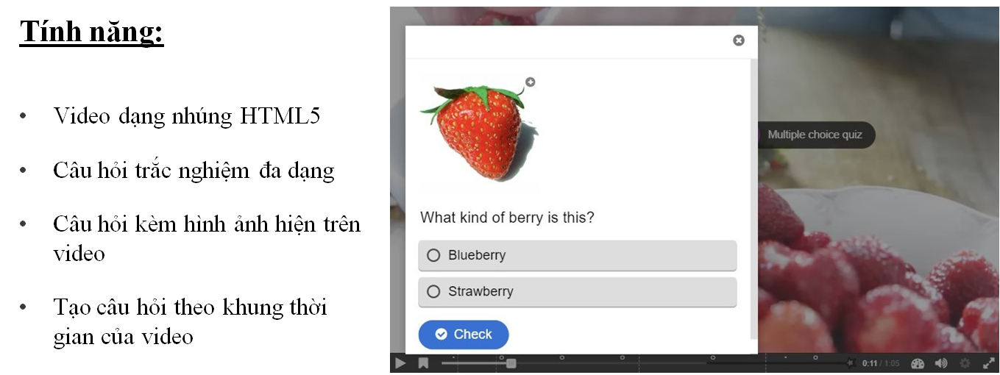 Tính năng:
• Video dạng nhúng HTML5
• Câu hỏi trắc nghiệm đa dạng
• Câu hỏi kèm hình ảnh hiện trên
video
• Tạo câu hỏi theo khung thời
gian của video
Multiple choice quiz
What kind of berry is this?
Blueberry
Strawberry
Check
0:11 / 1:05